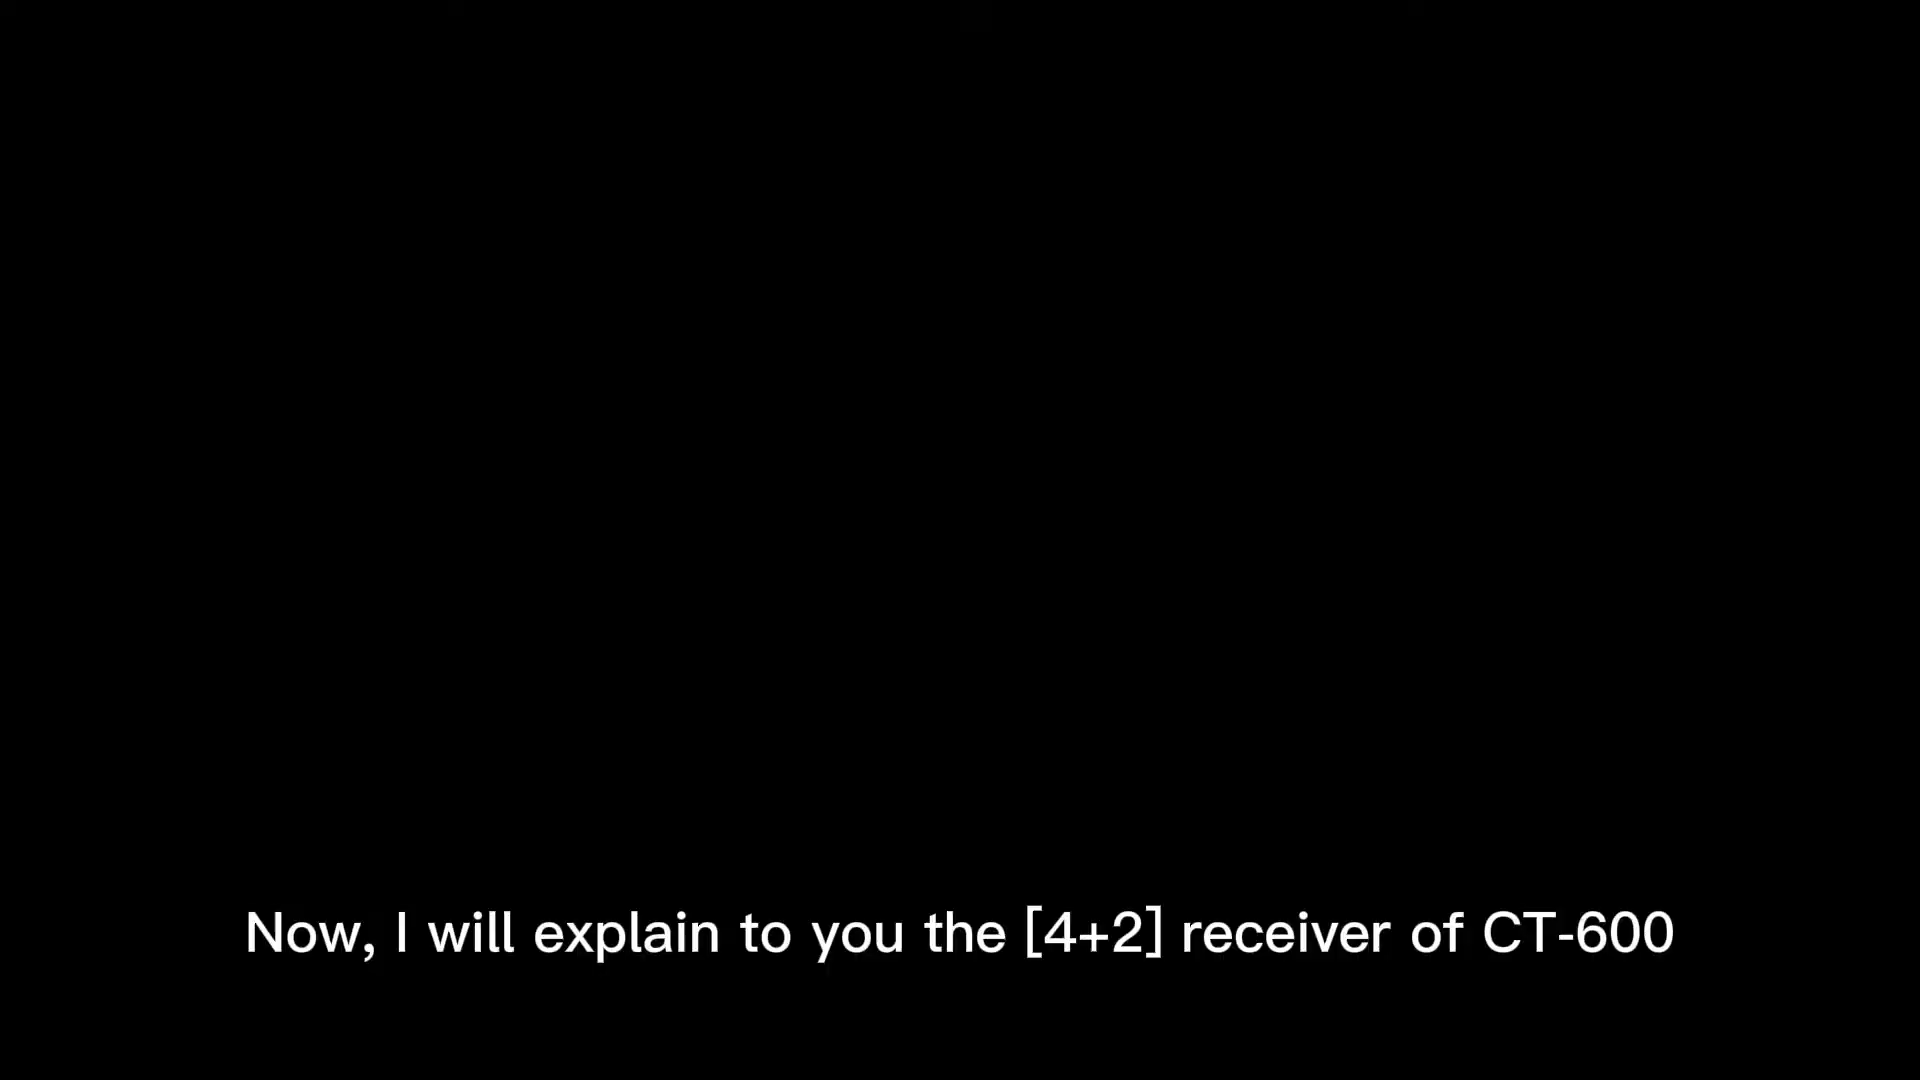 Now, I will explain to you the [4+2] receiver of CT-600